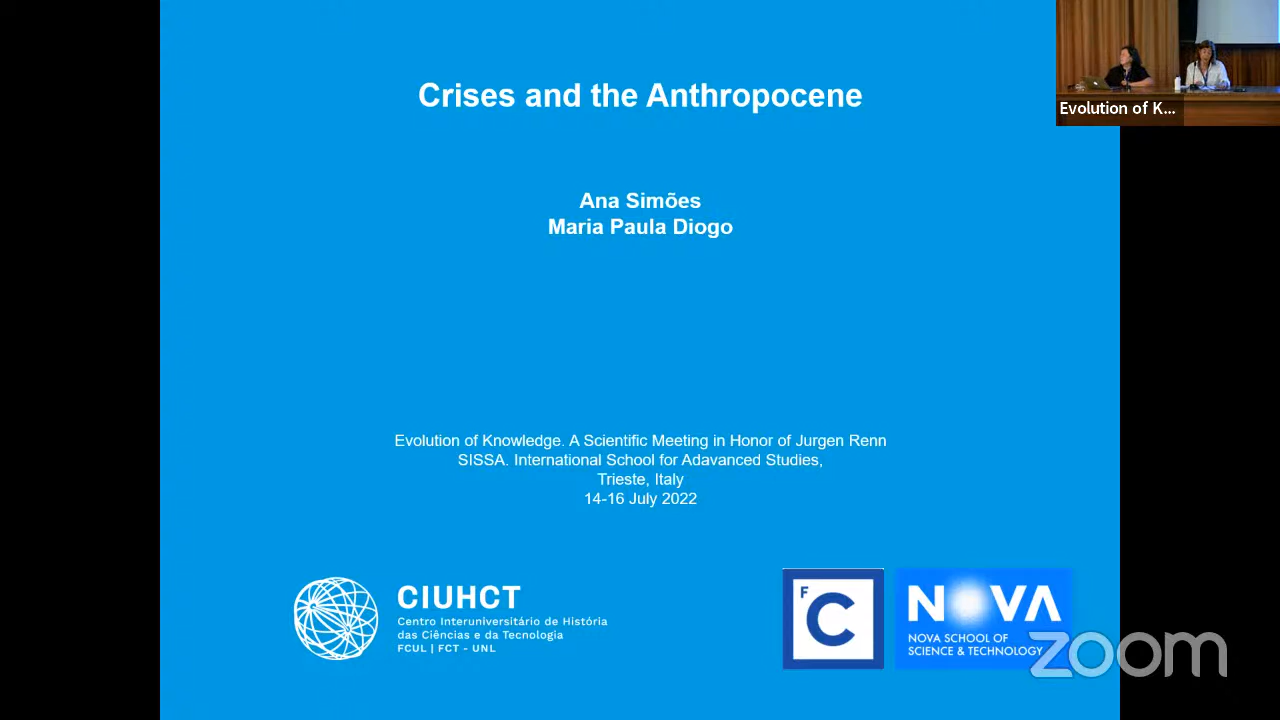 Crises and the Anthropocene
Evolution of K...
Ana Simões
Maria Paula Diogo
Evolution of Knowledge. A Scientific Meeting in Honor of Jurgen Renn
SISSA. International School for Adavanced Studies,
Trieste, Italy
14-16 July 2022
CIUHCT
Centro Interuniversitário de História
das Ciências e da Tecnologia
FCUL | FCT - UNL
F
C
NOVA
NOVA SCHOOL OF
SCIENCE & TECHNOLOGY
zoom